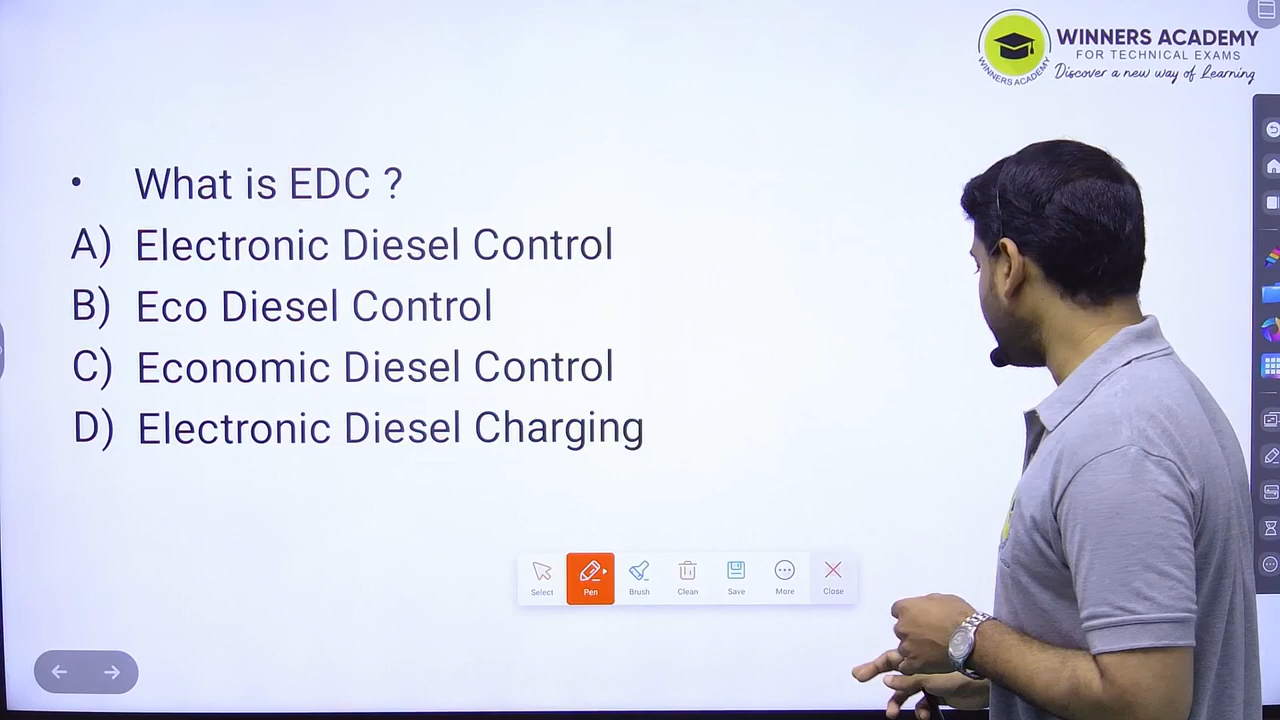 WINNERS ACADEMY
FOR TECHNICAL EXAMS
Discover a new way of Learning
WINNERS ACADEMY
• What is EDC ?
A) Electronic Diesel Control
B) Eco Diesel Control
C) Economic Diesel Control
D) Electronic Diesel Charging
Select Pen Brush Clean Save More Close